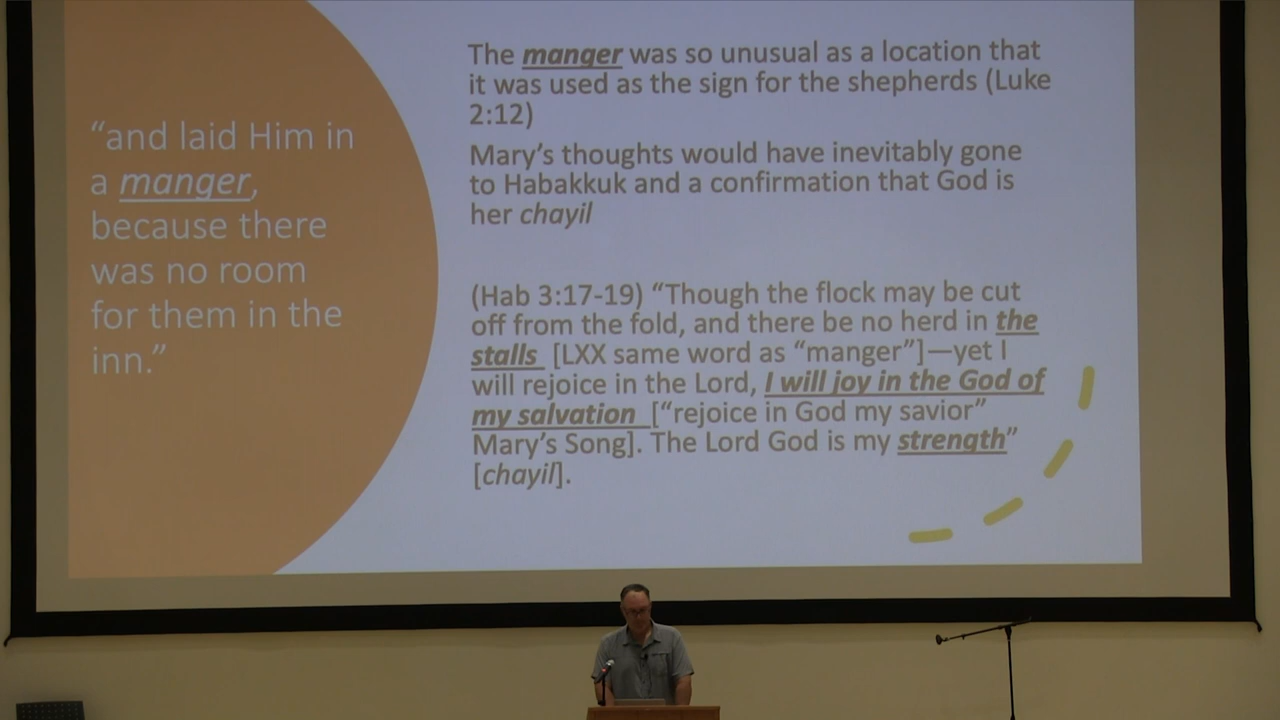 “and laid Him in
a manger,
because there
was no room
for them in the
inn.”
The manger was so unusual as a location that
it was used as the sign for the shepherds (Luke
2:12)
Mary’s thoughts would have inevitably gone
to Habakkuk and a confirmation that God is
her chayil
(Hab 3:17-19) “Though the flock may be cut
off from the fold, and there be no herd in the
stalls [LXX same word as “manger”]—yet I
will rejoice in the Lord, I will joy in the God of
my salvation [“rejoice in God my savior”
Mary’s Song]. The Lord God is my strength”
[chayil].